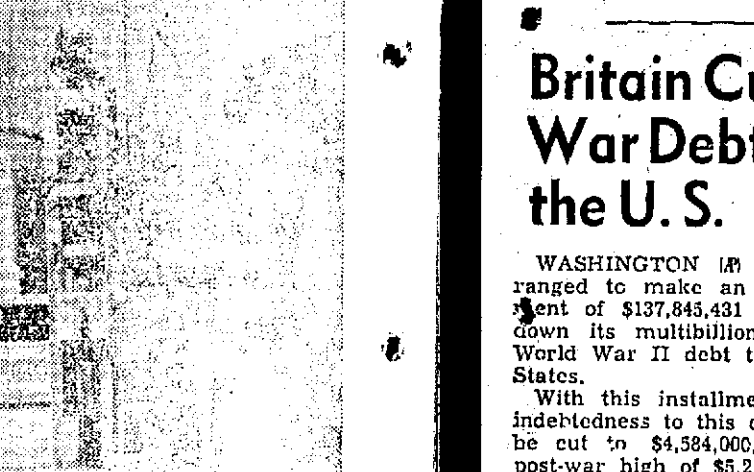 Britain Cu
War Debt
the U. S.
WASHINGTON (AP)
ranged to make an
ment of $137,845,431
down its multibillion
World War II debt t
States.
With this installme
indebtedness to this c
be cut to $4,584,000,
post-war high of $5,2